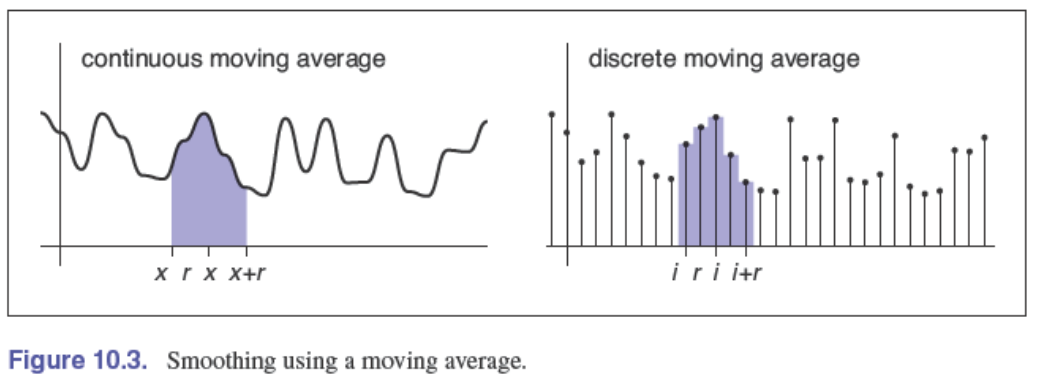 continuous moving average
discrete moving average
x r x x+r
i r i i+r
Figure 10.3. Smoothing using a moving average.